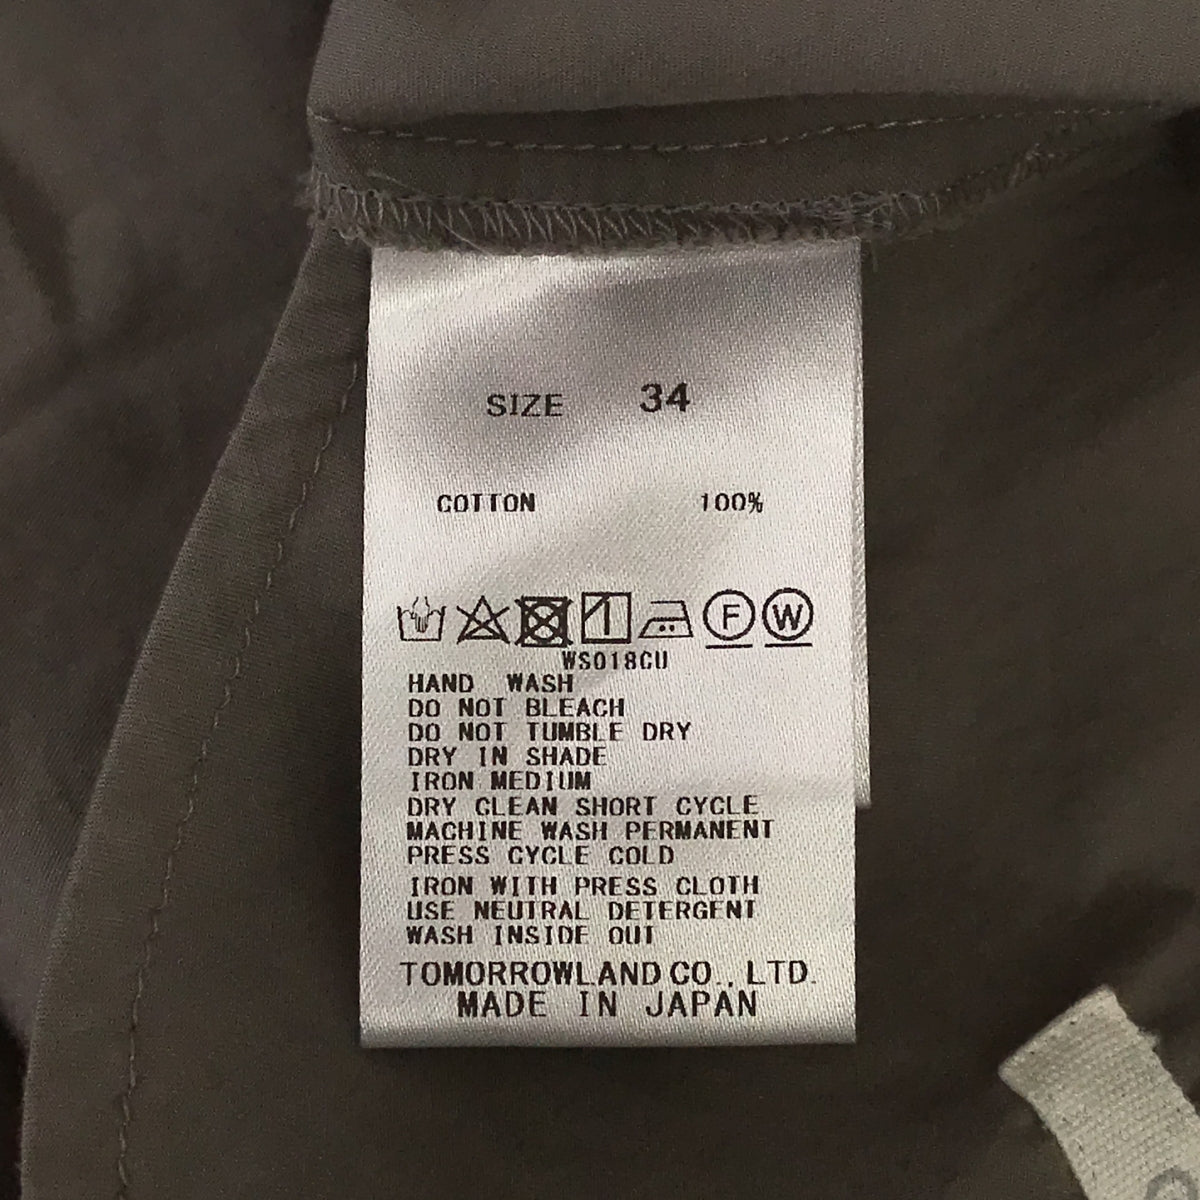 SIZE 34
COTTON 100%
F W
WS018CU
HAND WASH
DO NOT BLEACH
DO NOT TUMBLE DRY
DRY IN SHADE
IRON MEDIUM
DRY CLEAN SHORT CYCLE
MACHINE WASH PERMANENT
PRESS CYCLE COLD
IRON WITH PRESS CLOTH
USE NEUTRAL DETERGENT
WASH INSIDE OUT
TOMORROWLAND CO., LTD.
MADE IN JAPAN